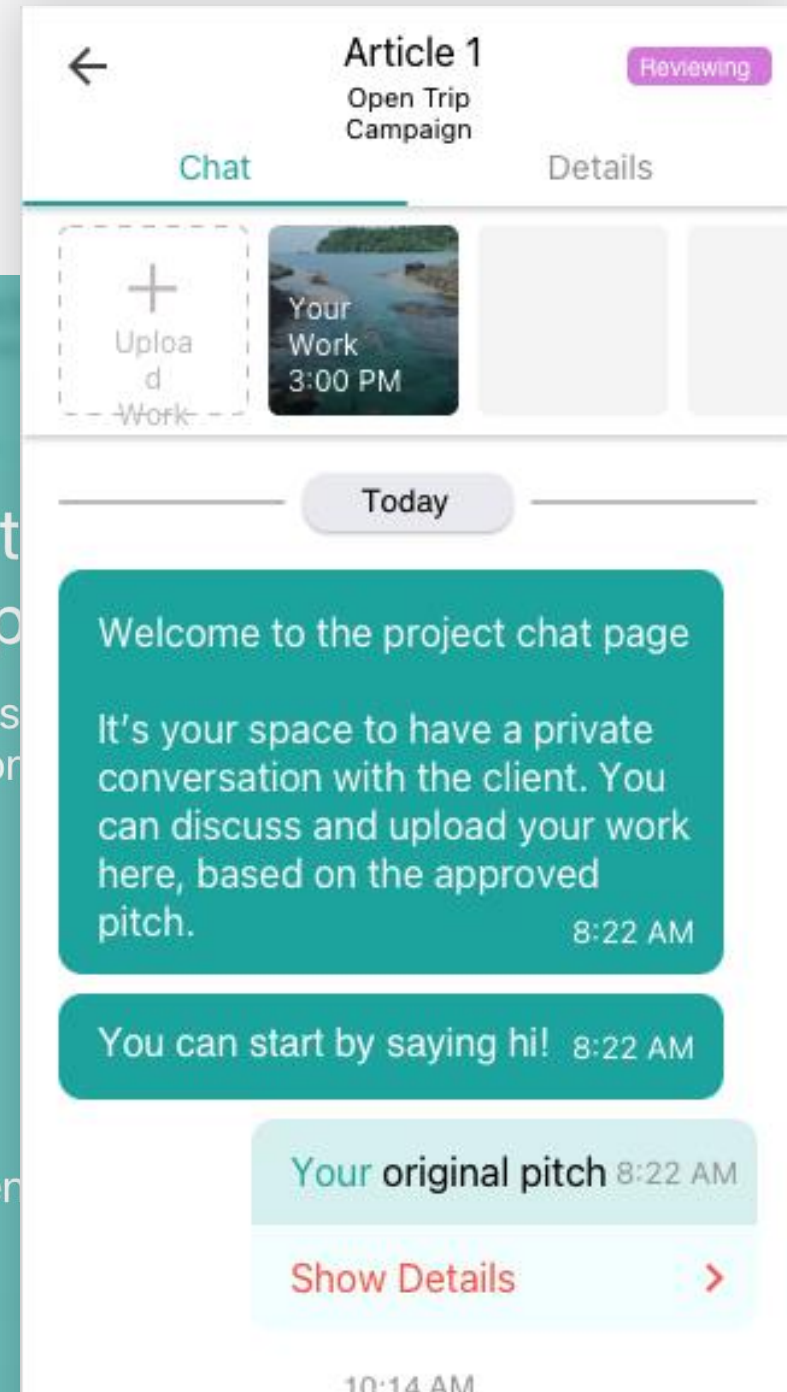 Article 1
Reviewing
Open Trip
Campaign
Chat
Details
Uploa
d
Work
Your
Work
3:00 PM
Today
Welcome to the project chat page
It's your space to have a private
conversation with the client. You
can discuss and upload your work
here, based on the approved
pitch.
8:22 AM
You can start by saying hi! 8:22 AM
Your original pitch 8:22 AM
Show Details
10:14 AM